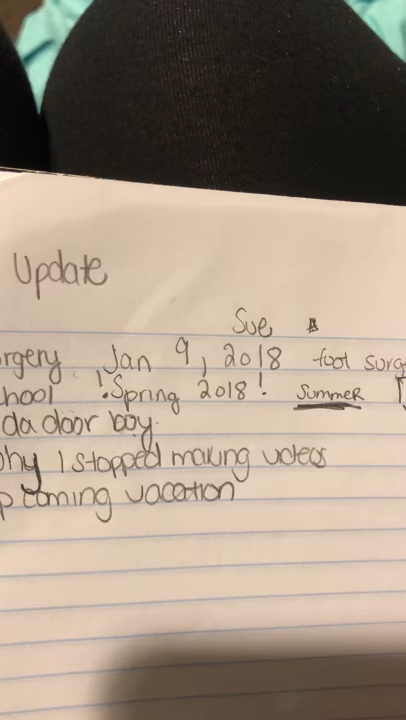 Update
Sue
rgery Jan 9, 2018 foot surg
chool !Spring 2018! Summer
da door boy.
hy I stopped making videos
p coming vacation